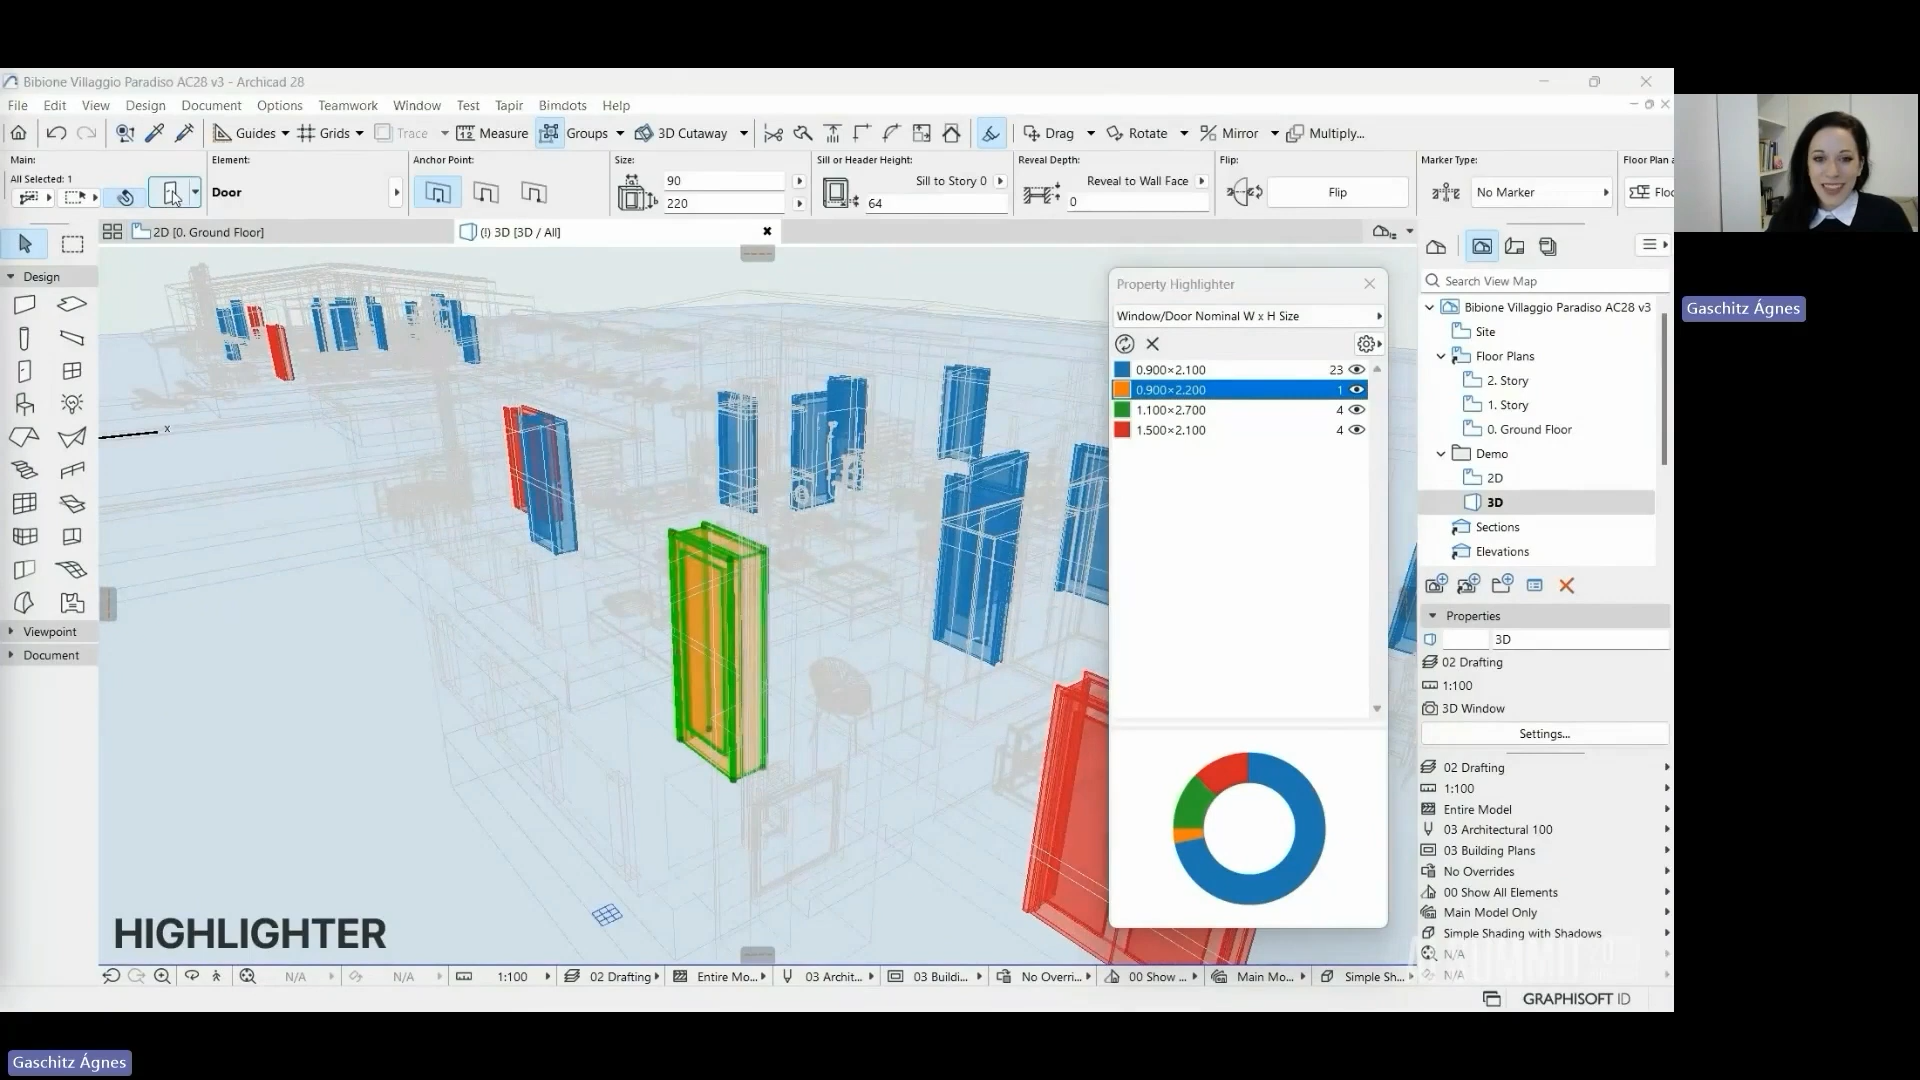 Bibione Villaggio Paradiso AC28 v3 - Archicad 28
File Edit View Design Document Options Teamwork Window Test Tapir Bimdots Help
Guides Grids Trace Measure Groups 3D Cutaway Drag Rotate Mirror Multiply...
Main: Element: Anchor Point: Size: Sill or Header Height: Reveal Depth: Flip: Marker Type: Floor Plan
All Selected: 1
Door
90
220
Sill to Story 0
64
Reveal to Wall Face
0
Flip
No Marker
2D [0. Ground Floor]
(!) 3D [3D / All]
Design
Viewpoint
Document
x
Property Highlighter
Window/Door Nominal W x H Size
0.900×2.100 23
0.900×2.200 1
1.100×2.700 4
1.500×2.100 4
Search View Map
Bibione Villaggio Paradiso AC28 v3
Site
Floor Plans
2. Story
1. Story
0. Ground Floor
Demo
2D
3D
Sections
Elevations
Properties
3D
02 Drafting
1:100
3D Window
Settings...
02 Drafting
1:100
Entire Model
03 Architectural 100
03 Building Plans
No Overrides
00 Show All Elements
Main Model Only
Simple Shading with Shadows
N/A
N/A
HIGHLIGHTER
N/A N/A 1:100 02 Drafting Entire Mo... 03 Archit... 03 Buildi... No Overri... 00 Show ... Main Mo... Simple Sh...
GRAPHISOFT ID
Gaschitz Ágnes
Gaschitz Ágnes